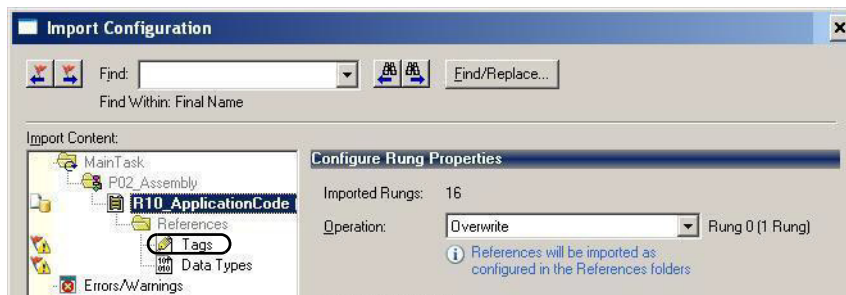 Import Configuration
x
Find:
Find/Replace...
Find Within: Final Name
Import Content:
MainTask
P02_Assembly
R10_ApplicationCode
References
Tags
Data Types
Errors/Warnings
Configure Rung Properties
Imported Rungs: 16
Operation: Overwrite Rung 0 (1 Rung)
References will be imported as
configured in the References folders